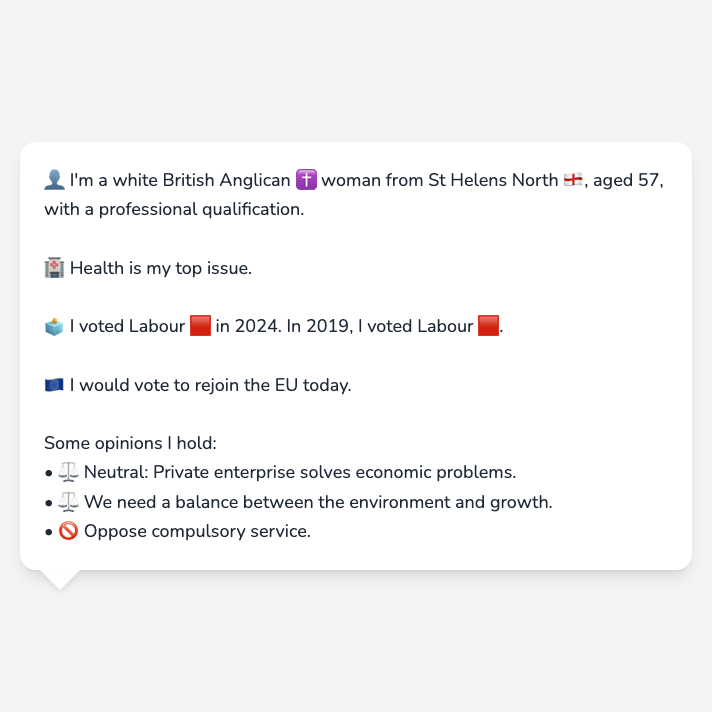 👤 I'm a white British Anglican ✝️ woman from St Helens North 🏴󠁧󠁢󠁥󠁮󠁧󠁿, aged 57,
with a professional qualification.
🏥 Health is my top issue.
🗳️ I voted Labour 🟥 in 2024. In 2019, I voted Labour 🟥.
🇪🇺 I would vote to rejoin the EU today.
Some opinions I hold:
• ⚖️ Neutral: Private enterprise solves economic problems.
• ⚖️ We need a balance between the environment and growth.
• 🚫 Oppose compulsory service.